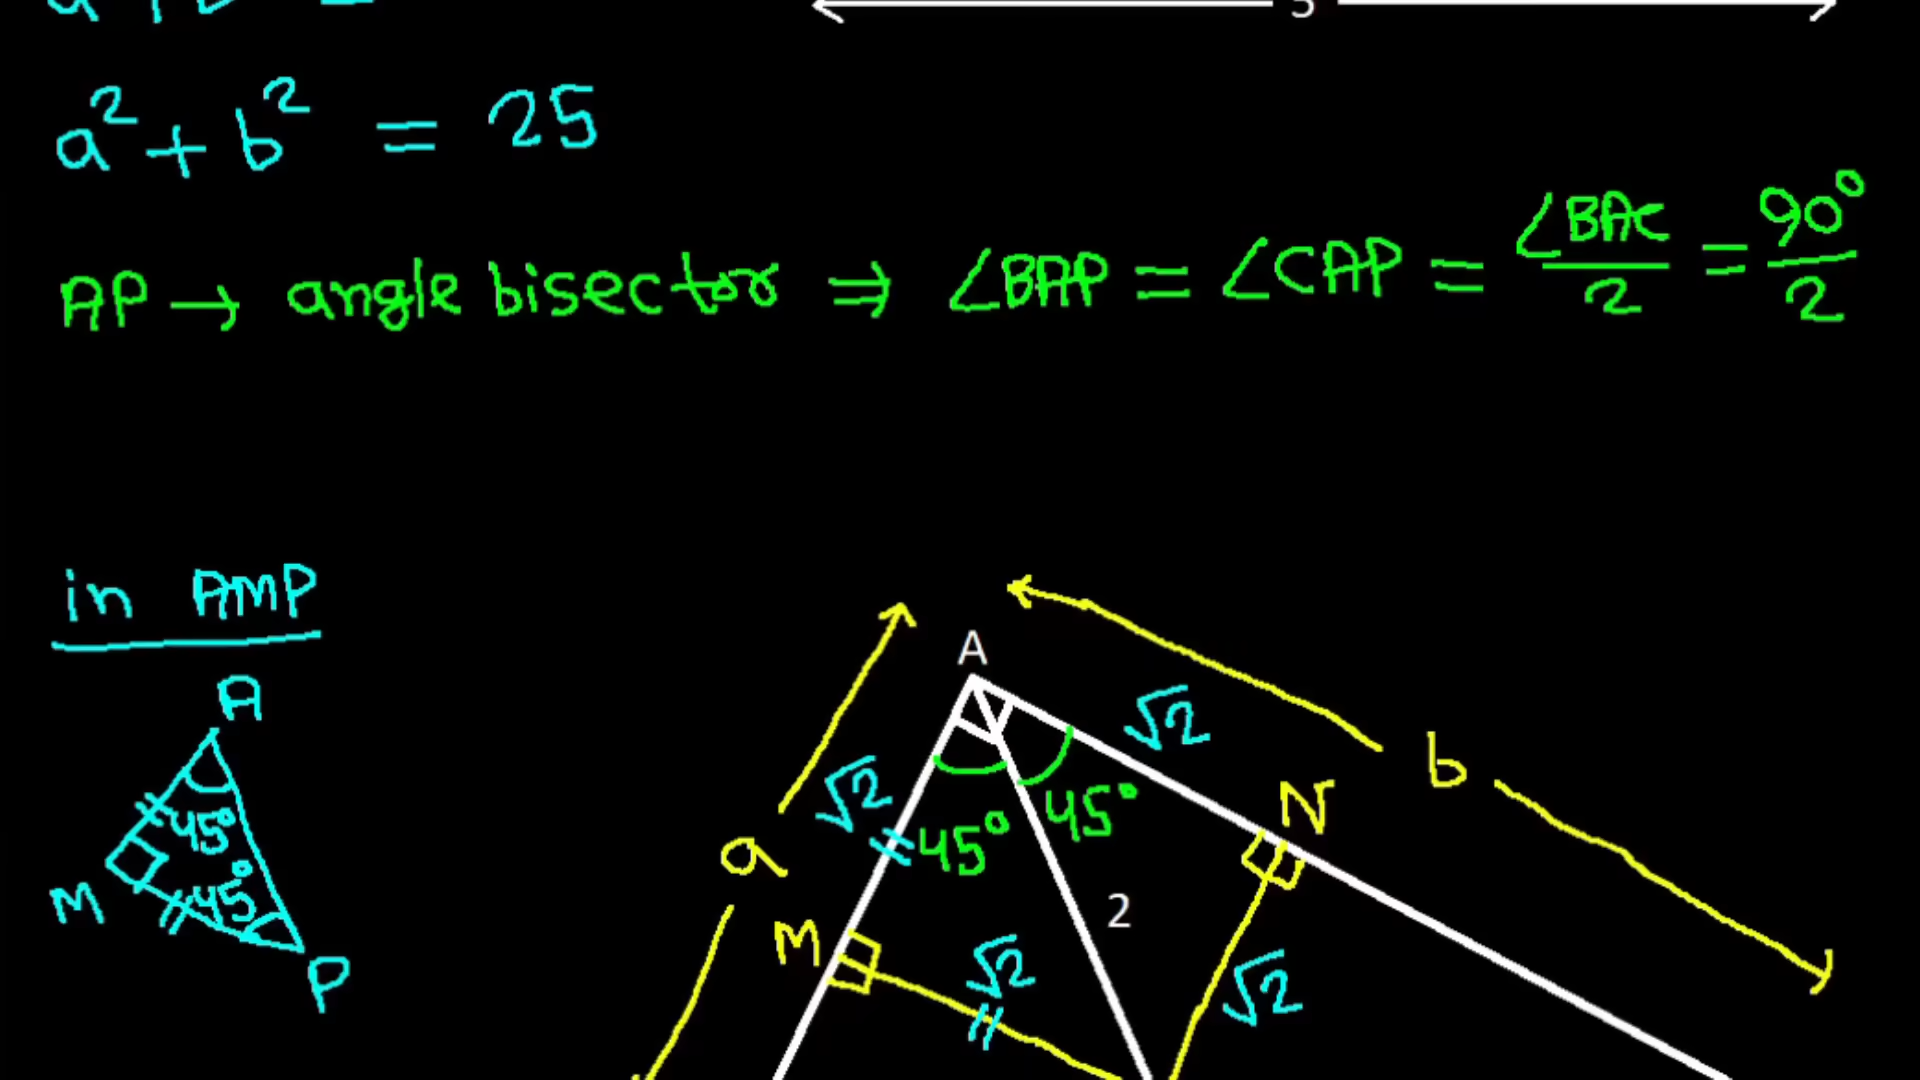 5
a² + b² = 25
AP → angle bisector ⇒ ∠BAP = ∠CAP = ∠BAC/2 = 90°/2
in AMP
A
45°
M
45°
P
A
√2
b
√2
N
45°
45°
a
2
M
√2
√2